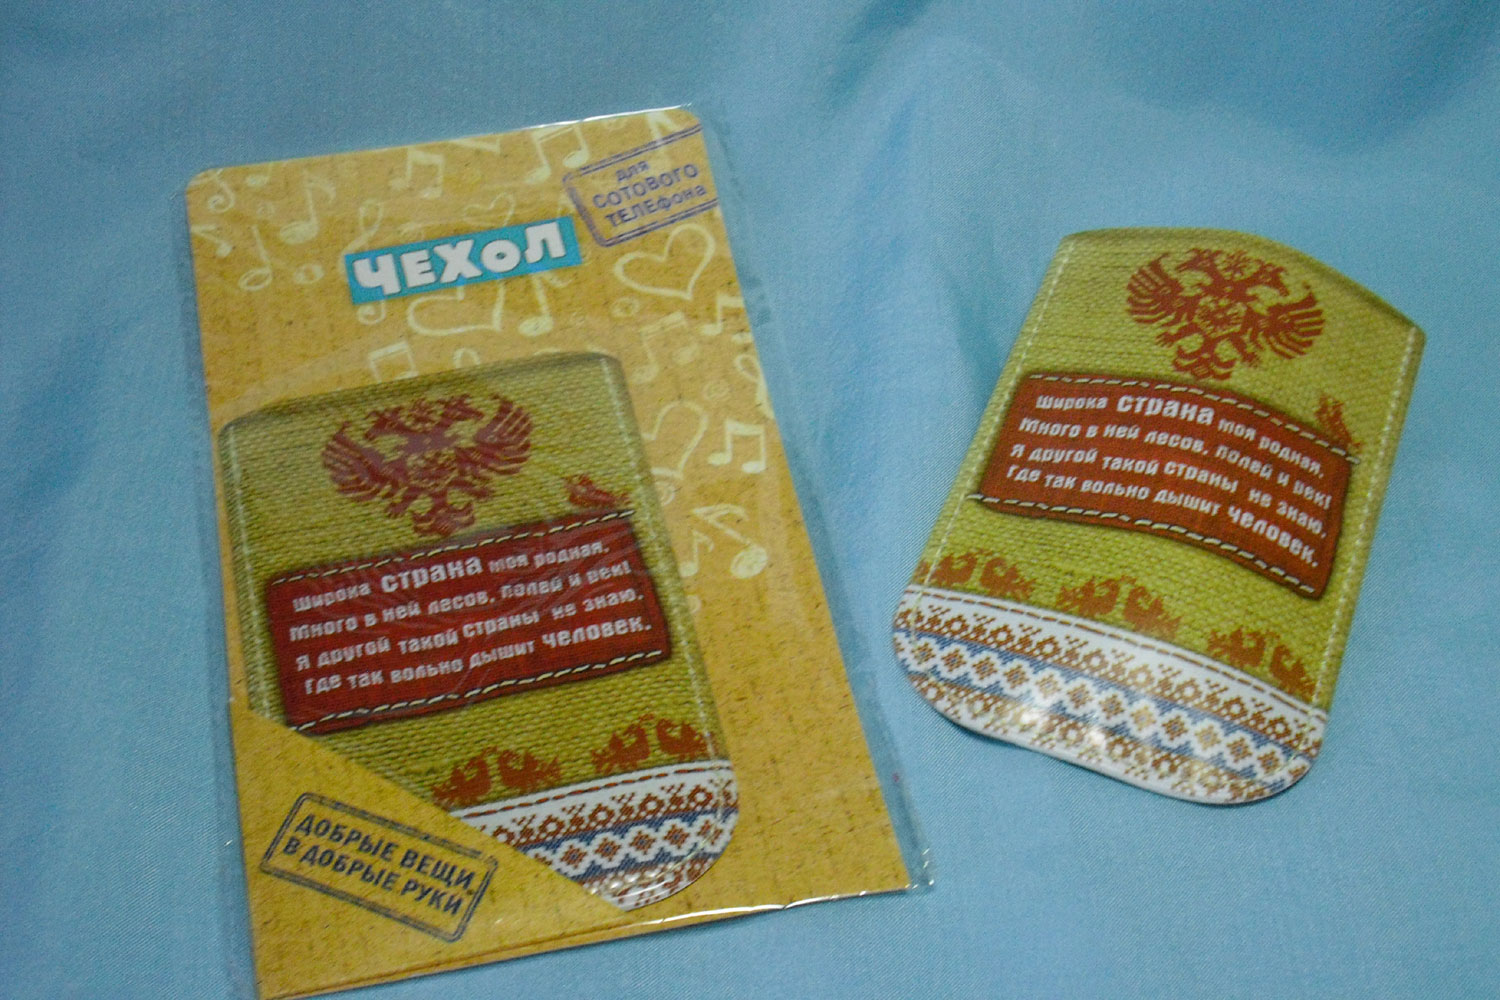 для
СОТОВОГО
ТЕЛЕфона
ЧЕХоЛ
Широка страна моя родная,
Много в ней лесов, полей и рек!
Я другой такой страны не знаю,
Где так вольно дышит человек.
ДОБРЫЕ ВЕЩИ,
В ДОБРЫЕ РУКИ
Широка страна моя родная,
Много в ней лесов, полей и рек!
Я другой такой страны не знаю,
Где так вольно дышит человек.